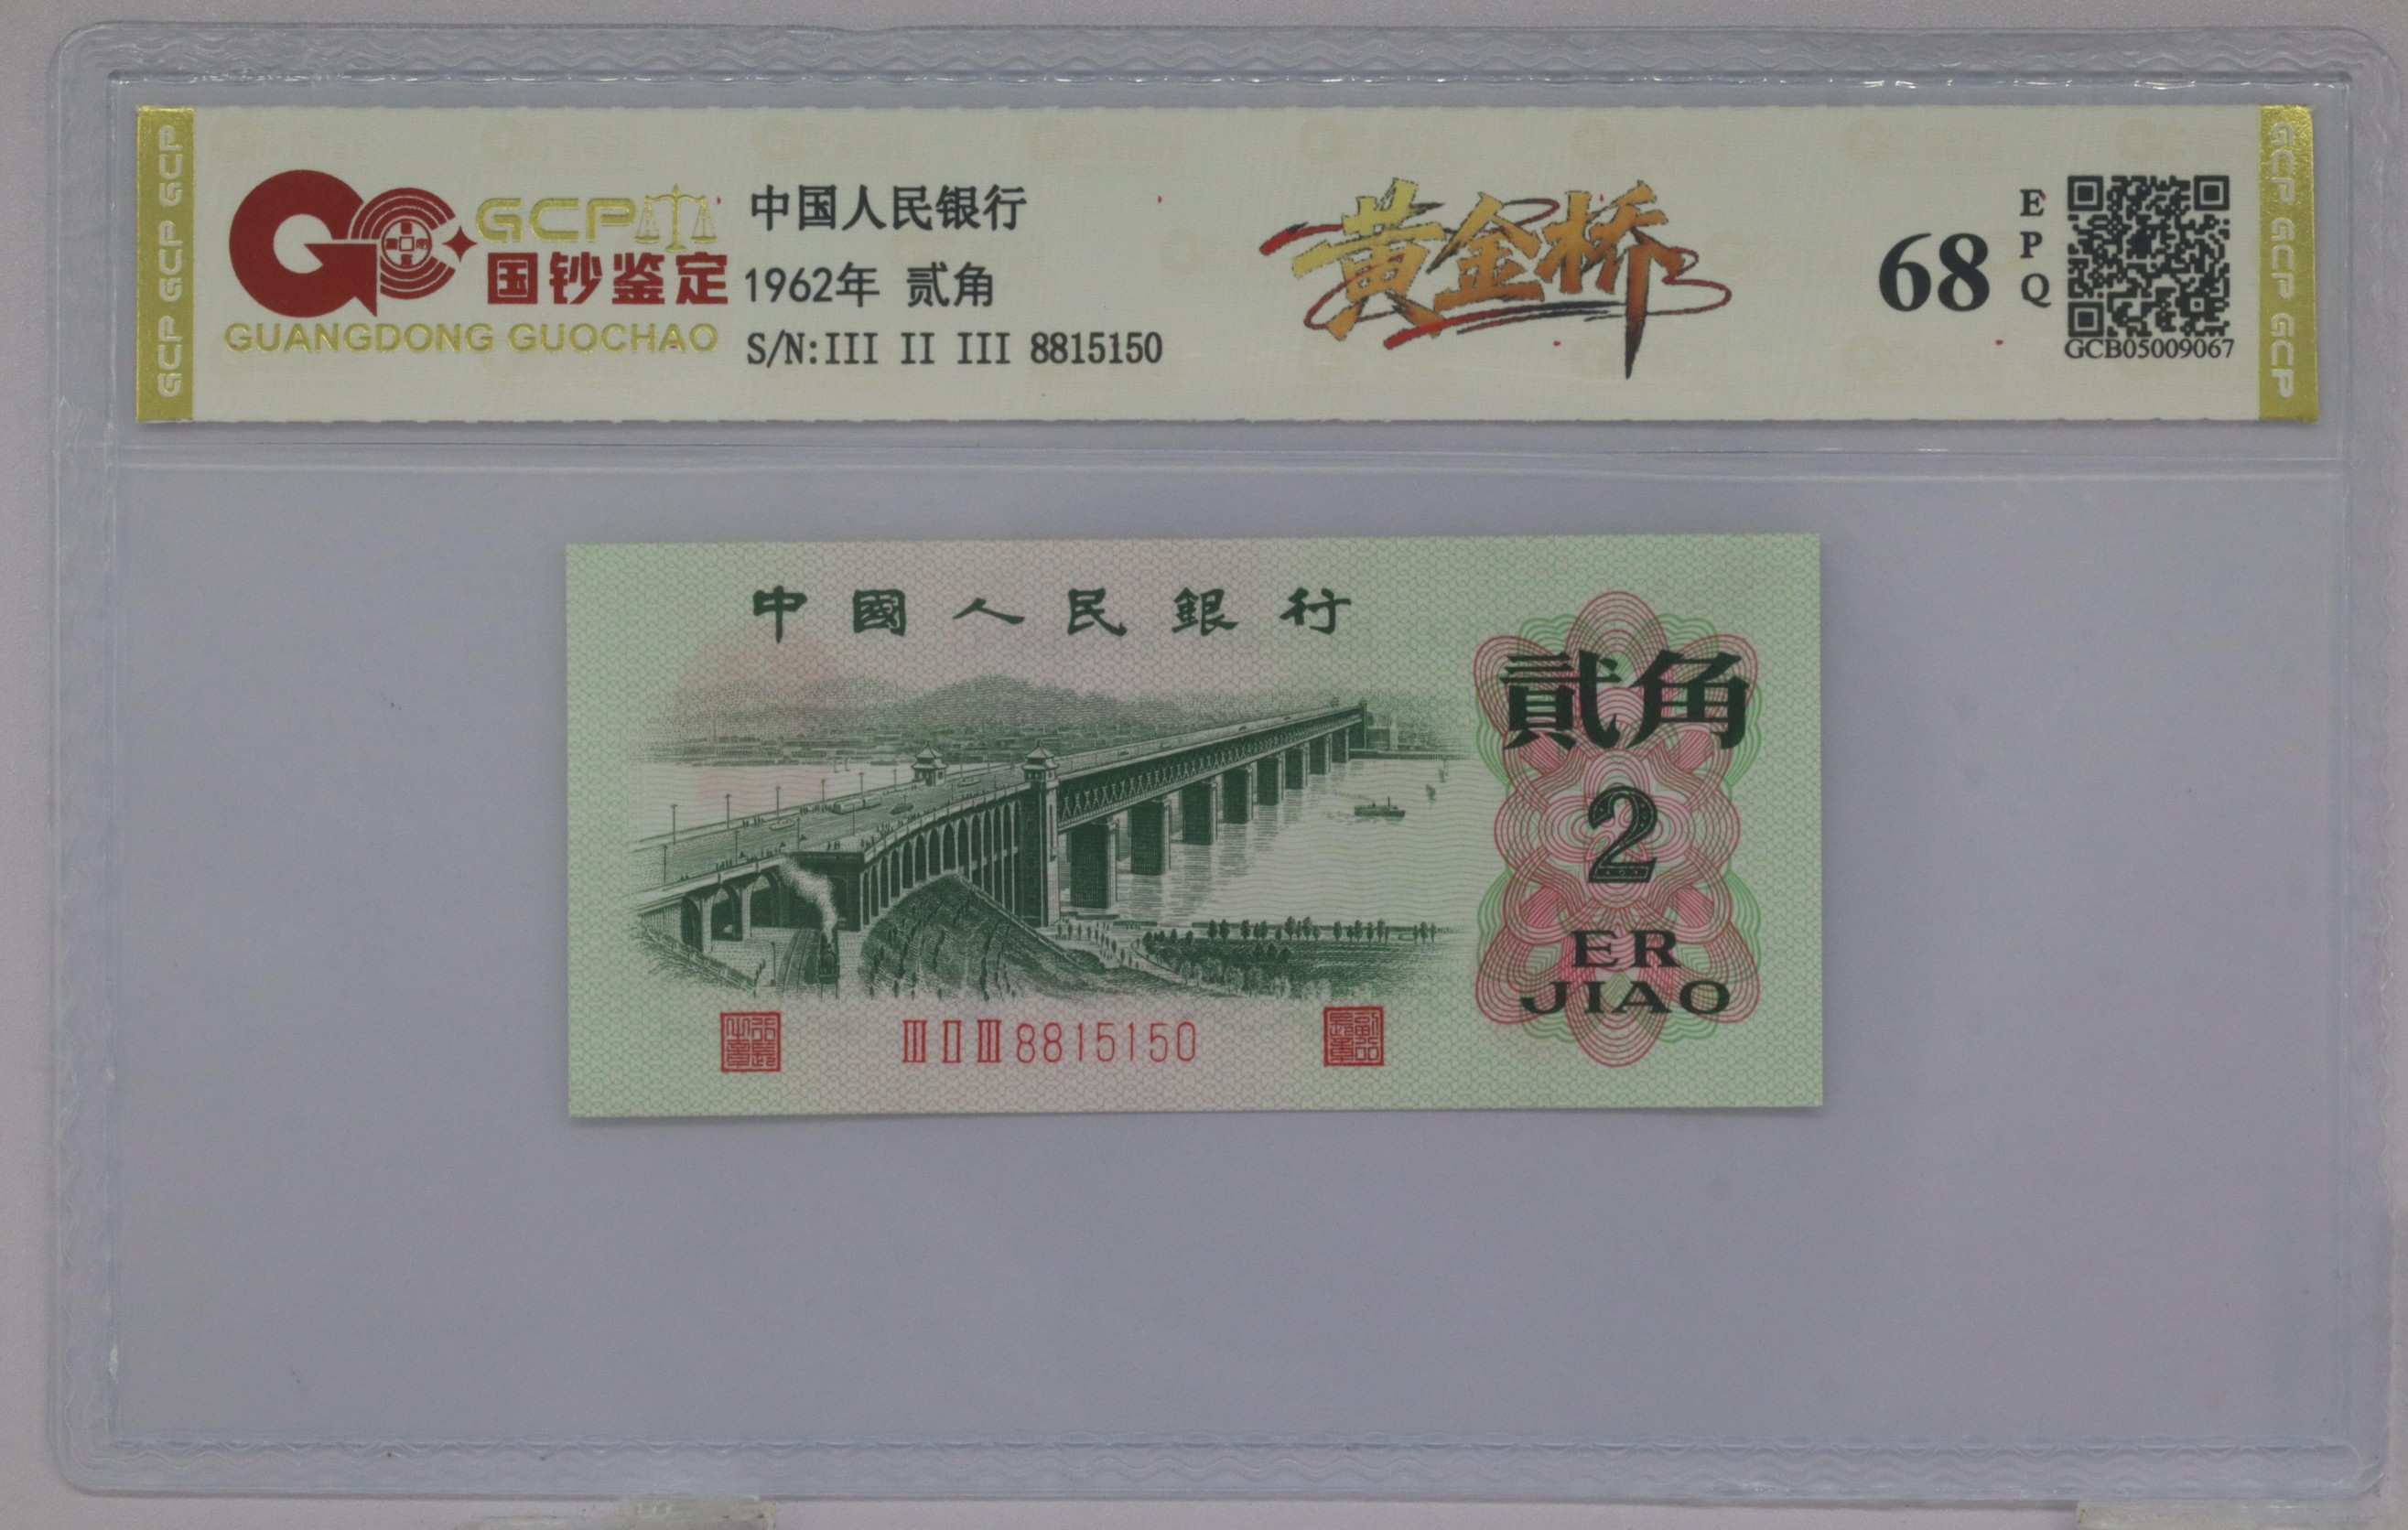 GCP GCP GCP
GCP
国钞鉴定
GUANGDONG GUOCHAO
中国人民银行
1962年 贰角
S/N:III II III 8815150
黄金桥
68
EPQ
GCB05009067
GCP GCP GCP
中國人民銀行
貳角
2
ER
JIAO
III II III 8815150